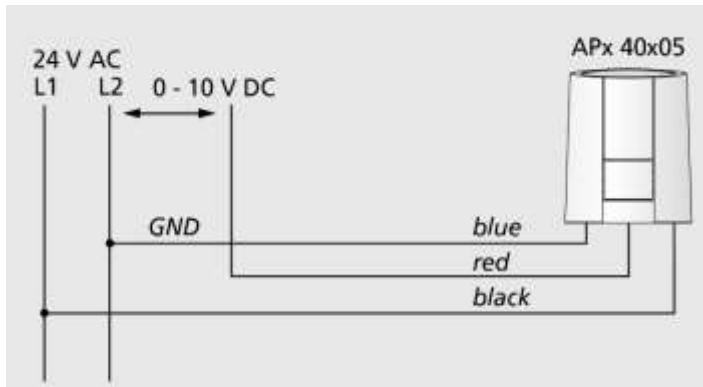 APx 40x05
24 V AC
L1 L2 0 - 10 V DC
GND blue
red
black